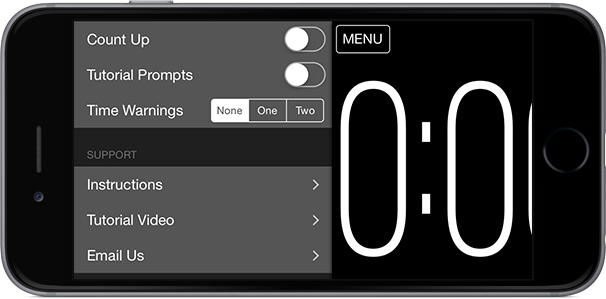 Count Up
MENU
Tutorial Prompts
Time Warnings None One Two
0:0
SUPPORT
Instructions
Tutorial Video
Email Us